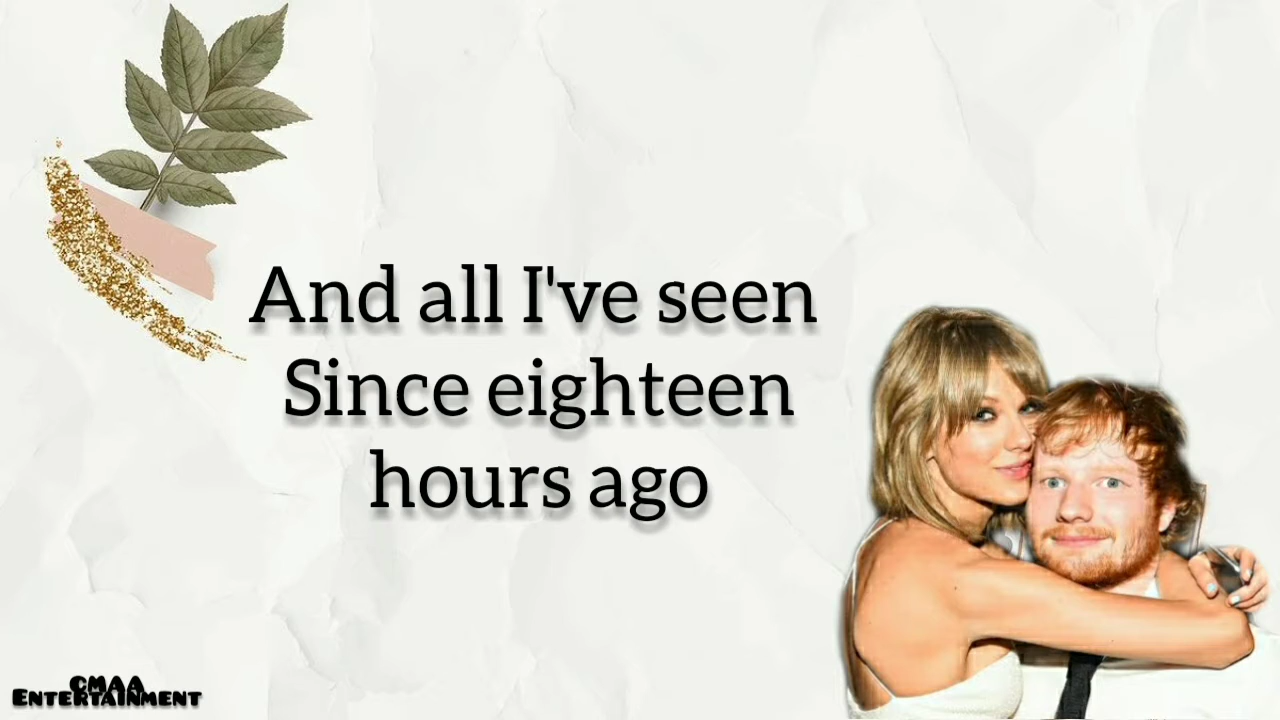 And all I've seen
Since eighteen
hours ago
CMAA
ENTERTAINMENT